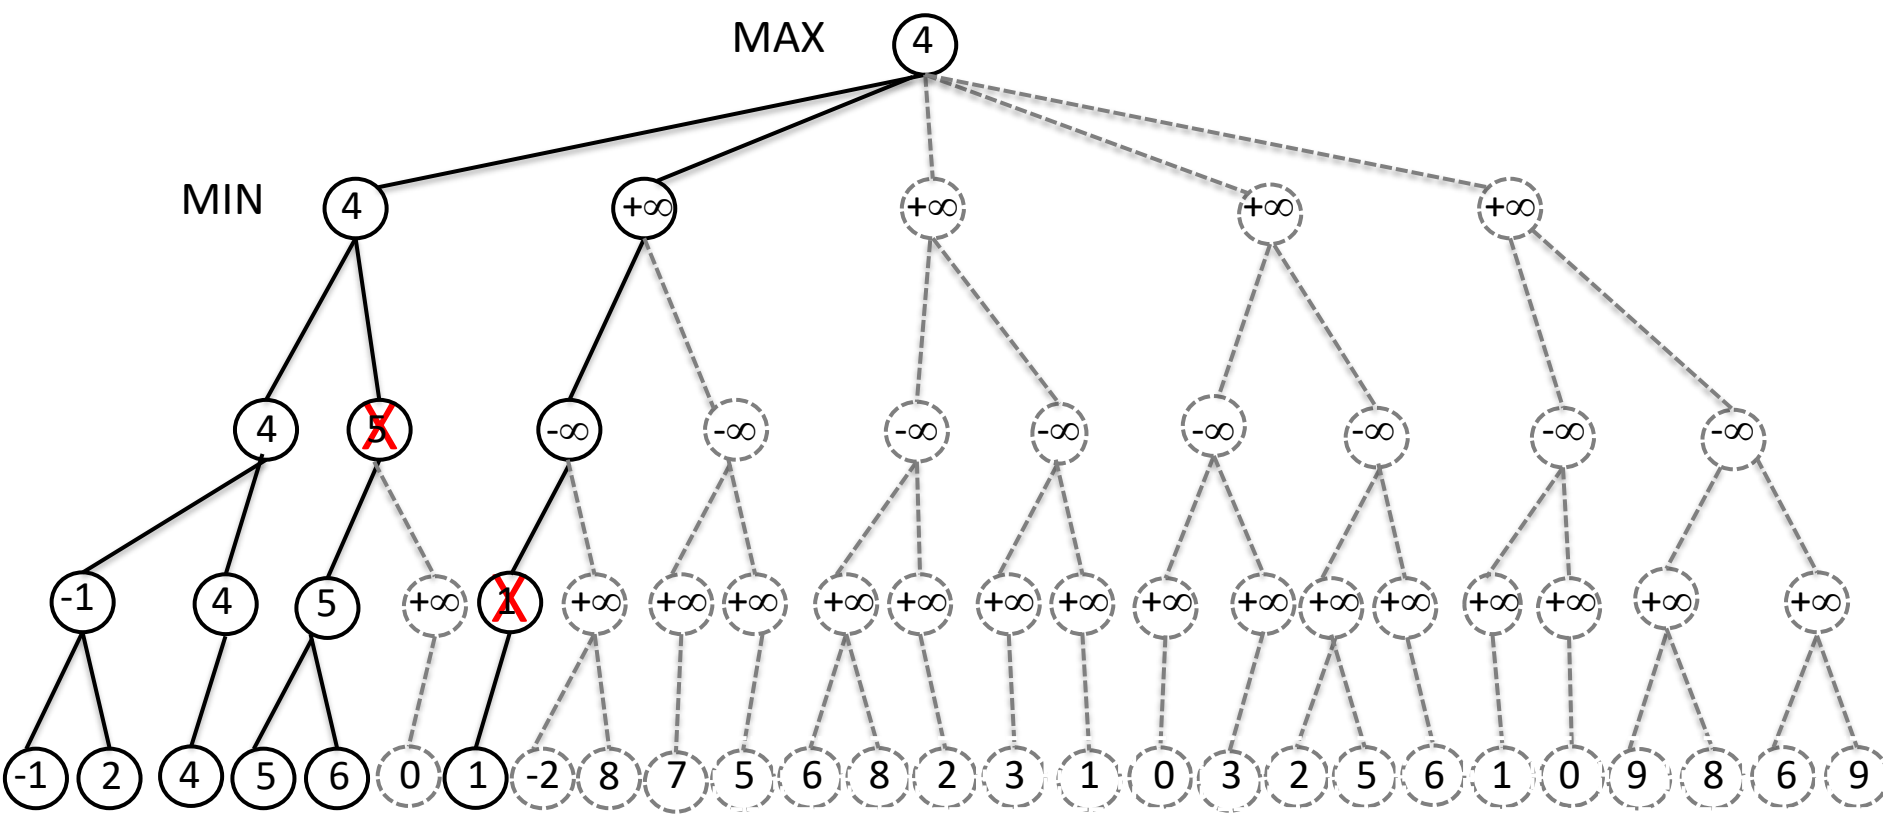 MAX 4
MIN 4 +∞ +∞ +∞ +∞
4 5 -∞ -∞ -∞ -∞ -∞ -∞ -∞ -∞
-1 4 5 +∞ 1 +∞ +∞ +∞ +∞ +∞ +∞ +∞ +∞ +∞ +∞ +∞ +∞ +∞ +∞ +∞
-1 2 4 5 6 0 1 -2 8 7 5 6 8 2 3 1 0 3 2 5 6 1 0 9 8 6 9